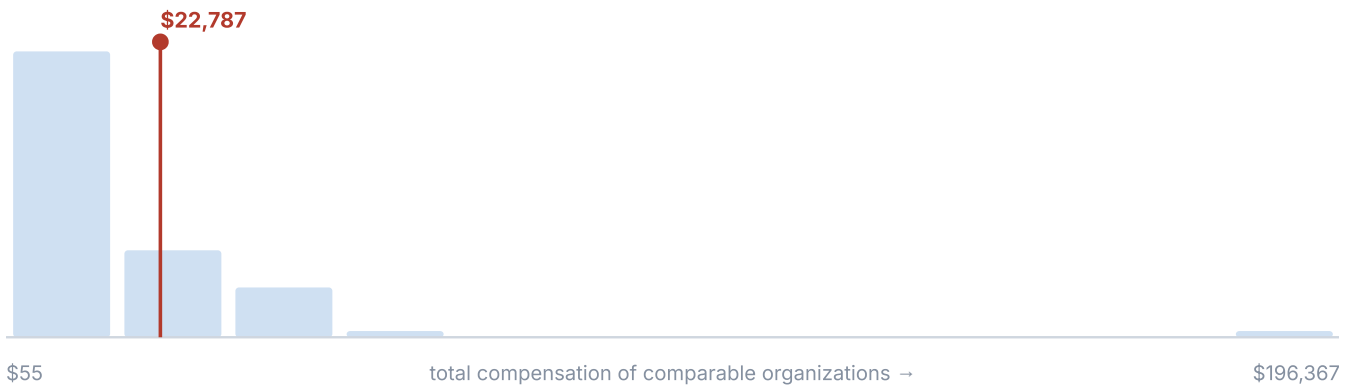 $22,787
$55
total compensation of comparable organizations →
$196,367